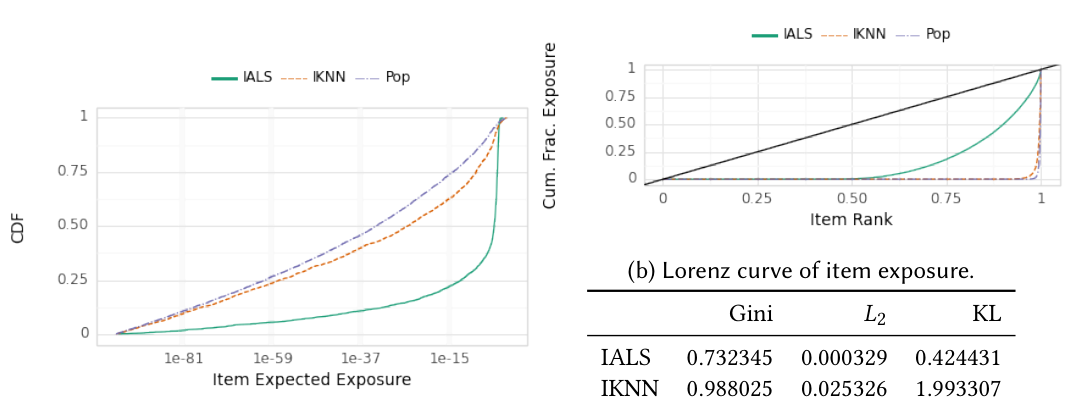 IALS IKNN Pop
CDF
1
0.75
0.50
0.25
0
1e-81 1e-59 1e-37 1e-15
Item Expected Exposure
IALS IKNN Pop
Cum. Frac. Exposure
1
0.75
0.50
0.25
0
0 0.25 0.50 0.75 1
Item Rank
(b) Lorenz curve of item exposure.
Gini L₂ KL
IALS 0.732345 0.000329 0.424431
IKNN 0.988025 0.025326 1.993307